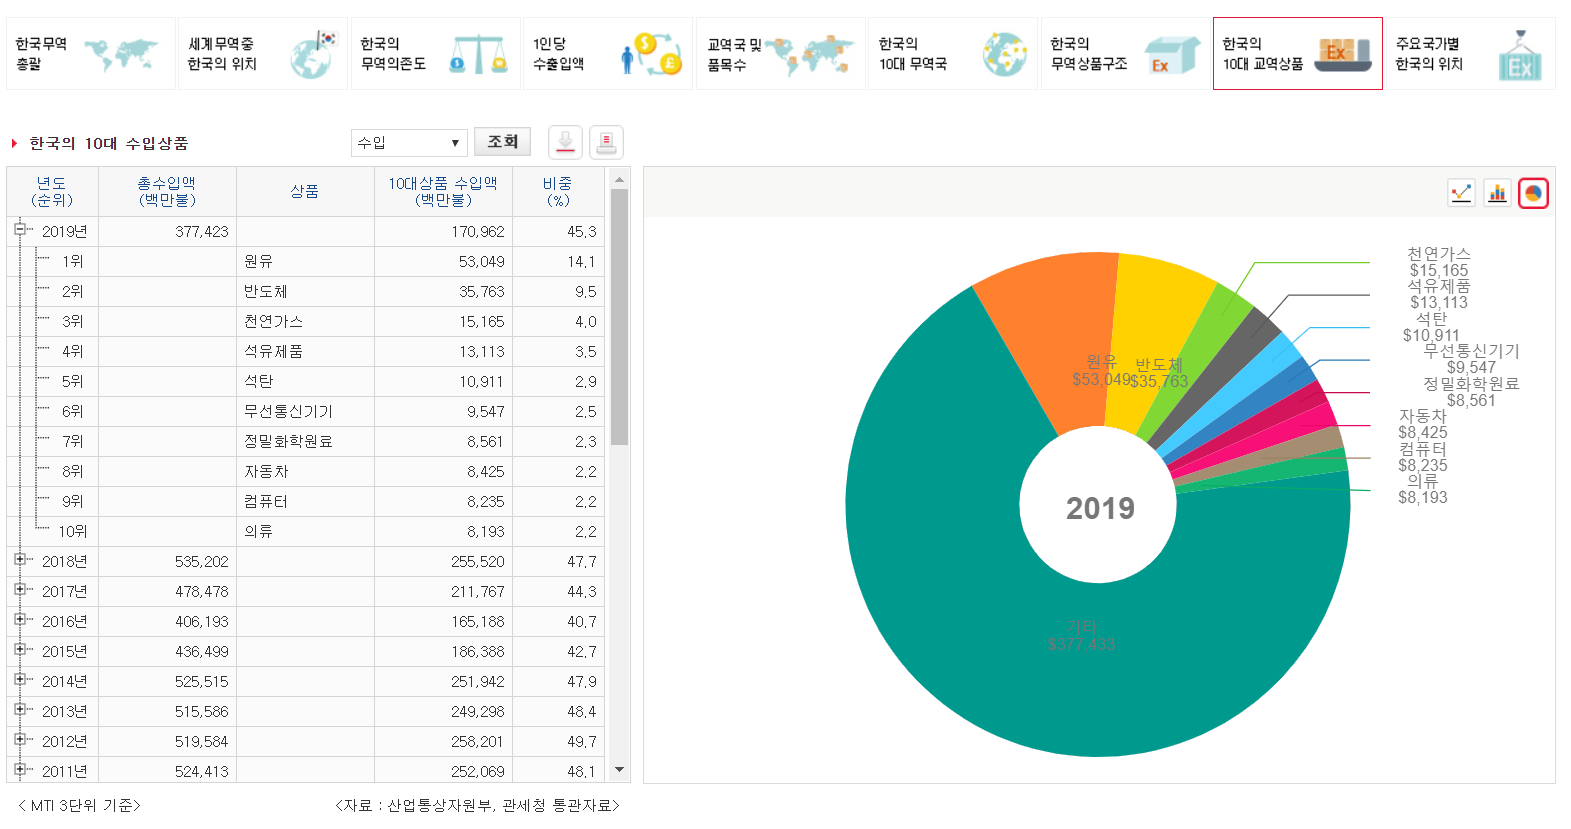 한국무역
총괄
세계무역중
한국의 위치
한국의
무역의존도
1인당
수출입액
교역국 및
품목수
한국의
10대 무역국
한국의
무역상품구조
Ex
한국의
10대 교역상품
Ex
주요국가별
한국의 위치
Ex
한국의 10대 수입상품
수입
조회
년도
(순위)
총수입액
(백만불)
상품
10대상품 수입액
(백만불)
비중
(%)
2019년 377,423 170,962 45.3
1위 원유 53,049 14.1
2위 반도체 35,763 9.5
3위 천연가스 15,165 4.0
4위 석유제품 13,113 3.5
5위 석탄 10,911 2.9
6위 무선통신기기 9,547 2.5
7위 정밀화학원료 8,561 2.3
8위 자동차 8,425 2.2
9위 컴퓨터 8,235 2.2
10위 의류 8,193 2.2
2018년 535,202 255,520 47.7
2017년 478,478 211,767 44.3
2016년 406,193 165,188 40.7
2015년 436,499 186,388 42.7
2014년 525,515 251,942 47.9
2013년 515,586 249,298 48.4
2012년 519,584 258,201 49.7
2011년 524,413 252,069 48.1
< MTI 3단위 기준>
<자료 : 산업통상자원부, 관세청 통관자료>
천연가스
$15,165
석유제품
$13,113
석탄
$10,911
무선통신기기
$9,547
정밀화학원료
$8,561
자동차
$8,425
컴퓨터
$8,235
의류
$8,193
원유
$53,049
반도체
$35,763
2019
기타
$377,433